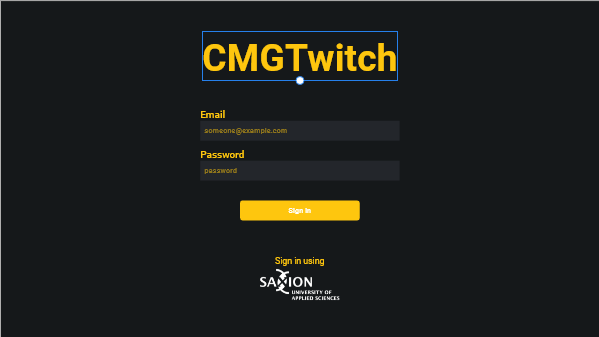 CMGTwitch
Email
someone@example.com
Password
password
Sign in
Sign in using
SAXION
UNIVERSITY OF
APPLIED SCIENCES